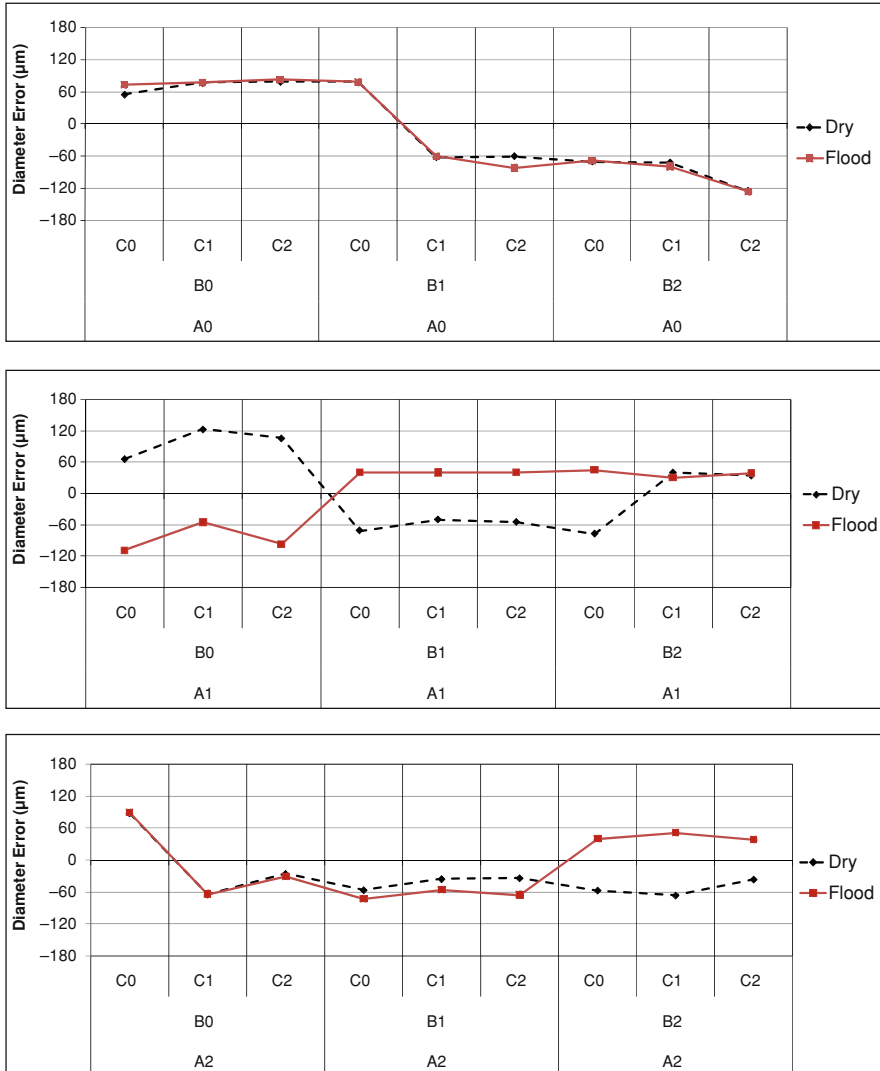 Diameter Error (µm)
180
120
60
0
−60
−120
−180
C0 C1 C2 C0 C1 C2 C0 C1 C2
B0 B1 B2
A0 A0 A0
Dry
Flood
Diameter Error (µm)
180
120
60
0
−60
−120
−180
C0 C1 C2 C0 C1 C2 C0 C1 C2
B0 B1 B2
A1 A1 A1
Dry
Flood
Diameter Error (µm)
180
120
60
0
−60
−120
−180
C0 C1 C2 C0 C1 C2 C0 C1 C2
B0 B1 B2
A2 A2 A2
Dry
Flood